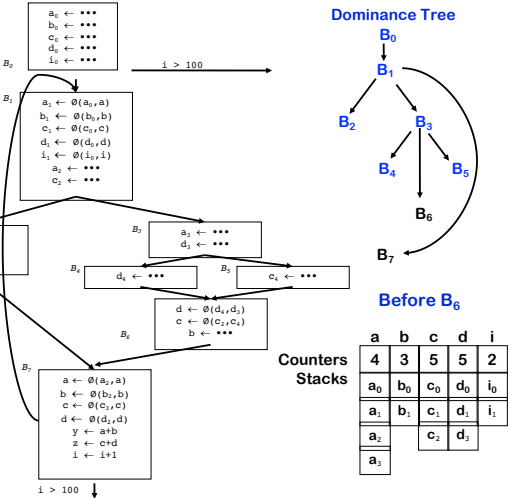 a₀ ← •••
b₀ ← •••
c₀ ← •••
d₀ ← •••
i₀ ← •••
B₀
i > 100
B₁
a₁ ← Ø(a₀,a)
b₁ ← Ø(b₀,b)
c₁ ← Ø(c₀,c)
d₁ ← Ø(d₀,d)
i₁ ← Ø(i₀,i)
a₂ ← •••
c₂ ← •••
B₃
a₃ ← •••
d₃ ← •••
B₄
d₄ ← •••
B₅
c₄ ← •••
d ← Ø(d₄,d₃)
c ← Ø(c₂,c₄)
b ← •••
B₆
B₇
a ← Ø(a₂,a)
b ← Ø(b₂,b)
c ← Ø(c₃,c)
d ← Ø(d₂,d)
y ← a+b
z ← c+d
i ← i+1
i > 100
Dominance Tree
B₀
B₁
B₂ B₃
B₄ B₅
B₆
B₇
Before B₆
a b c d i
Counters 4 3 5 5 2
Stacks a₀ b₀ c₀ d₀ i₀
a₁ b₁ c₁ d₁ i₁
a₂ c₂ d₃
a₃